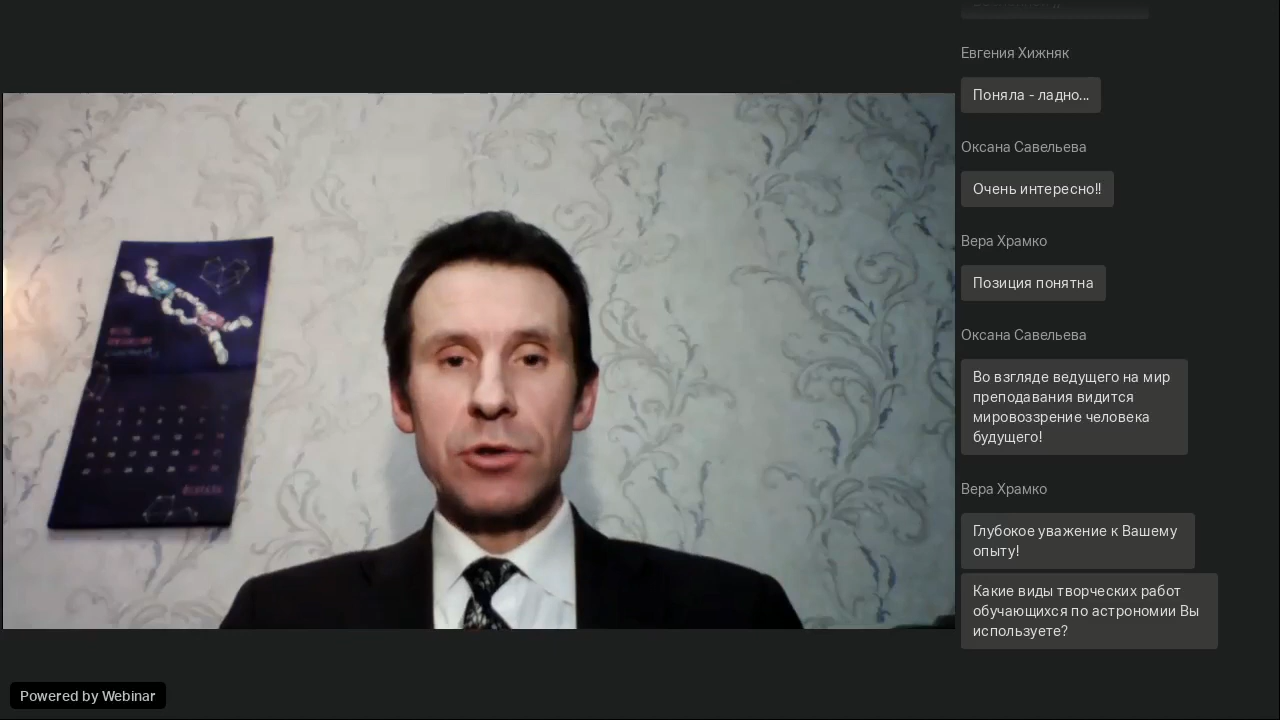 Евгения Хижняк
Поняла - ладно...
Оксана Савельева
Очень интересно!!
Вера Храмко
Позиция понятна
Оксана Савельева
Во взгляде ведущего на мир
преподавания видится
мировоззрение человека
будущего!
Вера Храмко
Глубокое уважение к Вашему
опыту!
Какие виды творческих работ
обучающихся по астрономии Вы
используете?
Powered by Webinar